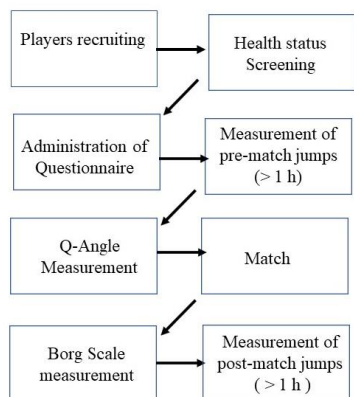 Players recruiting
Health status
Screening
Administration of
Questionnaire
Measurement of
pre-match jumps
(> 1 h)
Q-Angle
Measurement
Match
Borg Scale
measurement
Measurement of
post-match jumps
( > 1 h )